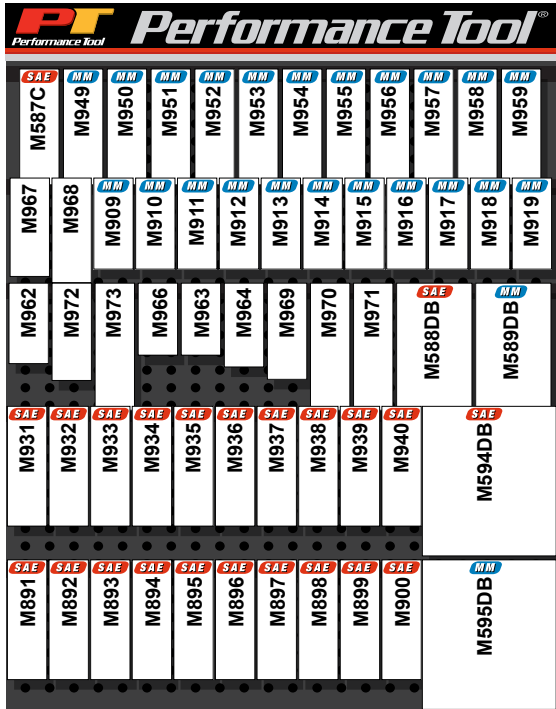 PT Performance Tool®
Performance Tool
SAE MM MM MM MM MM MM MM MM MM MM MM
M587C M949 M950 M951 M952 M953 M954 M955 M956 M957 M958 M959
MM MM MM MM MM MM MM MM MM MM MM
M967 M968 M909 M910 M911 M912 M913 M914 M915 M916 M917 M918 M919
SAE MM
M962 M972 M973 M966 M963 M964 M969 M970 M971 M588DB M589DB
SAE SAE SAE SAE SAE SAE SAE SAE SAE SAE SAE
M931 M932 M933 M934 M935 M936 M937 M938 M939 M940 M594DB
SAE SAE SAE SAE SAE SAE SAE SAE SAE SAE MM
M891 M892 M893 M894 M895 M896 M897 M898 M899 M900 M595DB